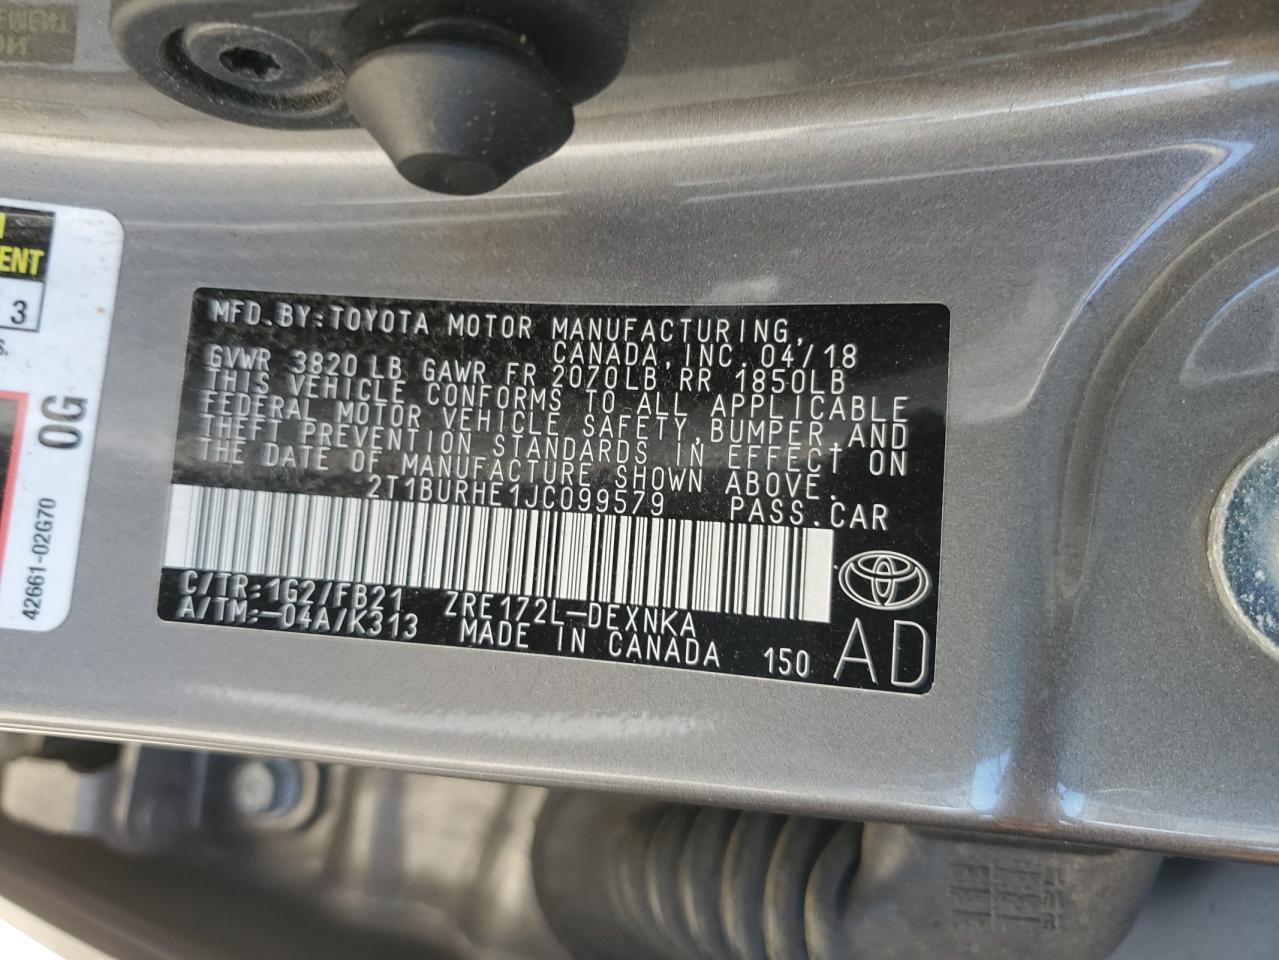 ENT
3
S.
0G
42661-02G70
MFD.BY:TOYOTA MOTOR MANUFACTURING,
CANADA,INC.04/18
GVWR 3820LB GAWR FR 2070LB RR 1850LB
THIS VEHICLE CONFORMS TO ALL APPLICABLE
FEDERAL MOTOR VEHICLE SAFETY,BUMPER,AND
THEFT PREVENTION STANDARDS IN EFFECT ON
THE DATE OF MANUFACTURE SHOWN ABOVE.
2T1BURHE1JC099579 PASS.CAR
C/TR:1G2/FB21 ZRE172L-DEXNKA
A/TM:-04A/K313 MADE IN CANADA 150 AD